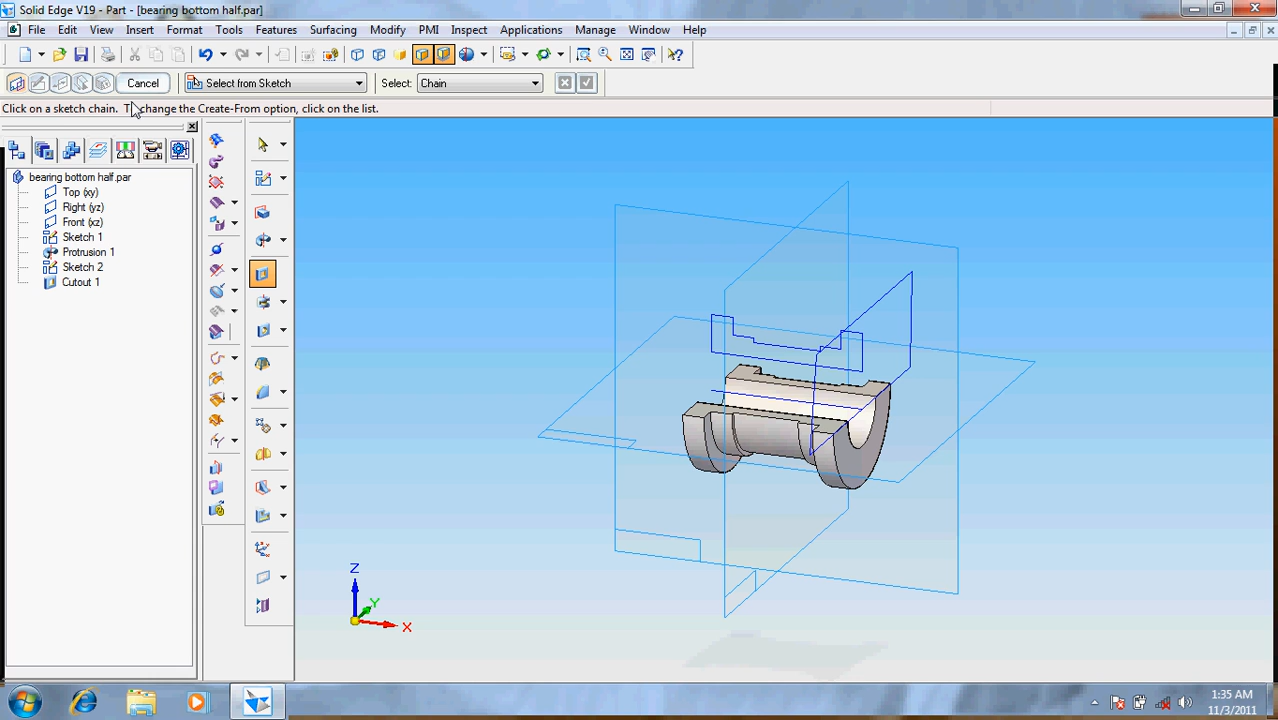 Solid Edge V19 - Part - [bearing bottom half.par]
File Edit View Insert Format Tools Features Surfacing Modify PMI Inspect Applications Manage Window Help
Cancel Select from Sketch Select: Chain
Click on a sketch chain. To change the Create-From option, click on the list.
bearing bottom half.par
Top (xy)
Right (yz)
Front (xz)
Sketch 1
Protrusion 1
Sketch 2
Cutout 1
Z
Y
X
1:35 AM
11/3/2011